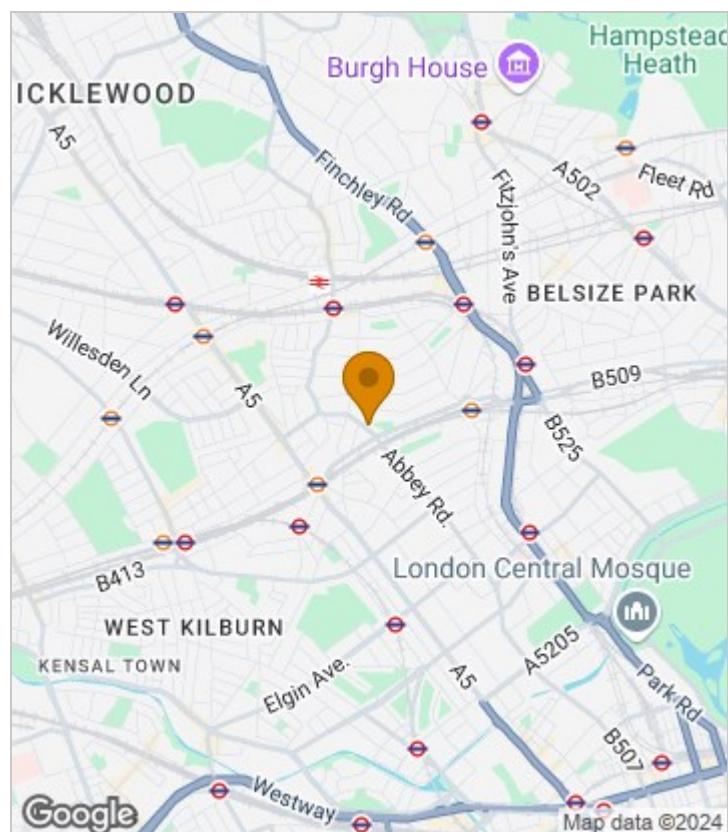 Hampstead
Heath
Burgh House
ICKLEWOOD
A5
Finchley Rd
A502
Fleet Rd
Fitzjohn's Ave
BELSIZE PARK
Willesden Ln
A5
B509
B525
Abbey Rd.
London Central Mosque
B413
WEST KILBURN
KENSAL TOWN
A5205
Elgin Ave.
A5
Park Rd
B507
Westway
Google
Map data ©2024